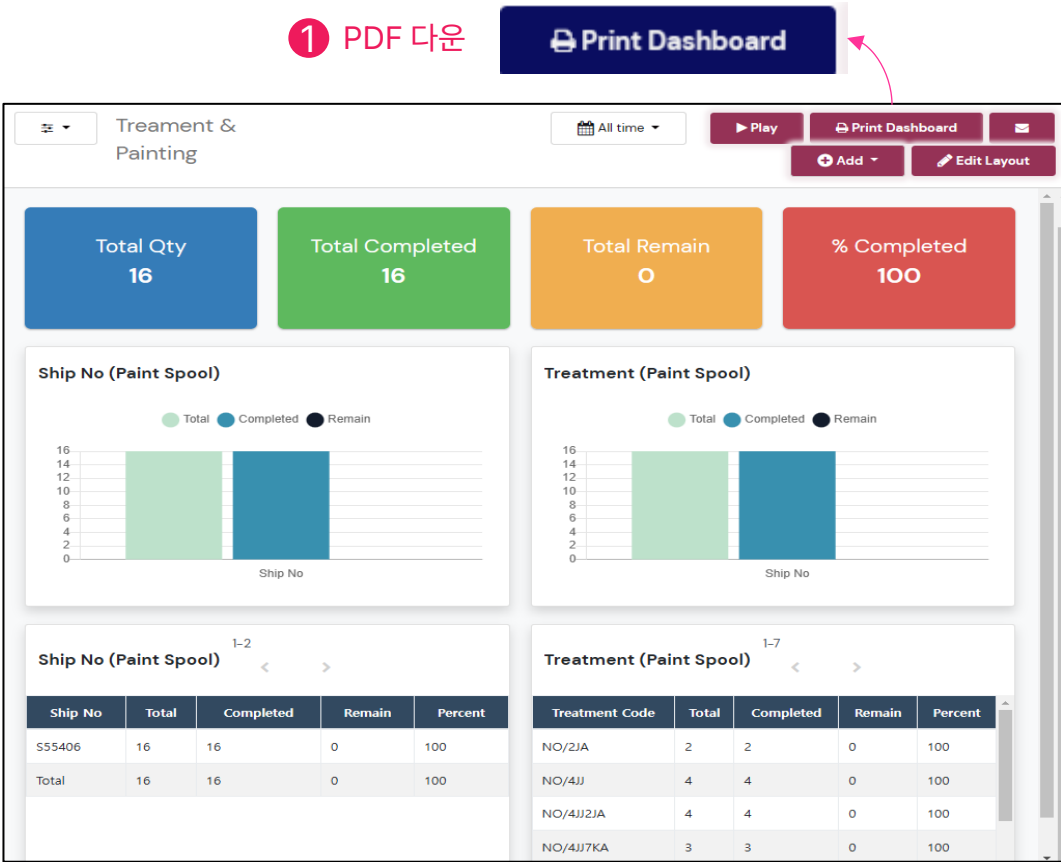 1 PDF 다운
Print Dashboard
Treament &
Painting
All time
Play
Print Dashboard
Add
Edit Layout
Total Qty
16
Total Completed
16
Total Remain
0
% Completed
100
Ship No (Paint Spool)
Total Completed Remain
16
14
12
10
8
6
4
2
0
Ship No
Treatment (Paint Spool)
Total Completed Remain
16
14
12
10
8
6
4
2
0
Ship No
Ship No (Paint Spool)
1-2
< >
Ship No Total Completed Remain Percent
S55406 16 16 0 100
Total 16 16 0 100
Treatment (Paint Spool)
1-7
< >
Treatment Code Total Completed Remain Percent
NO/2JA 2 2 0 100
NO/4JJ 4 4 0 100
NO/4JJ2JA 4 4 0 100
NO/4JJ7KA 3 3 0 100